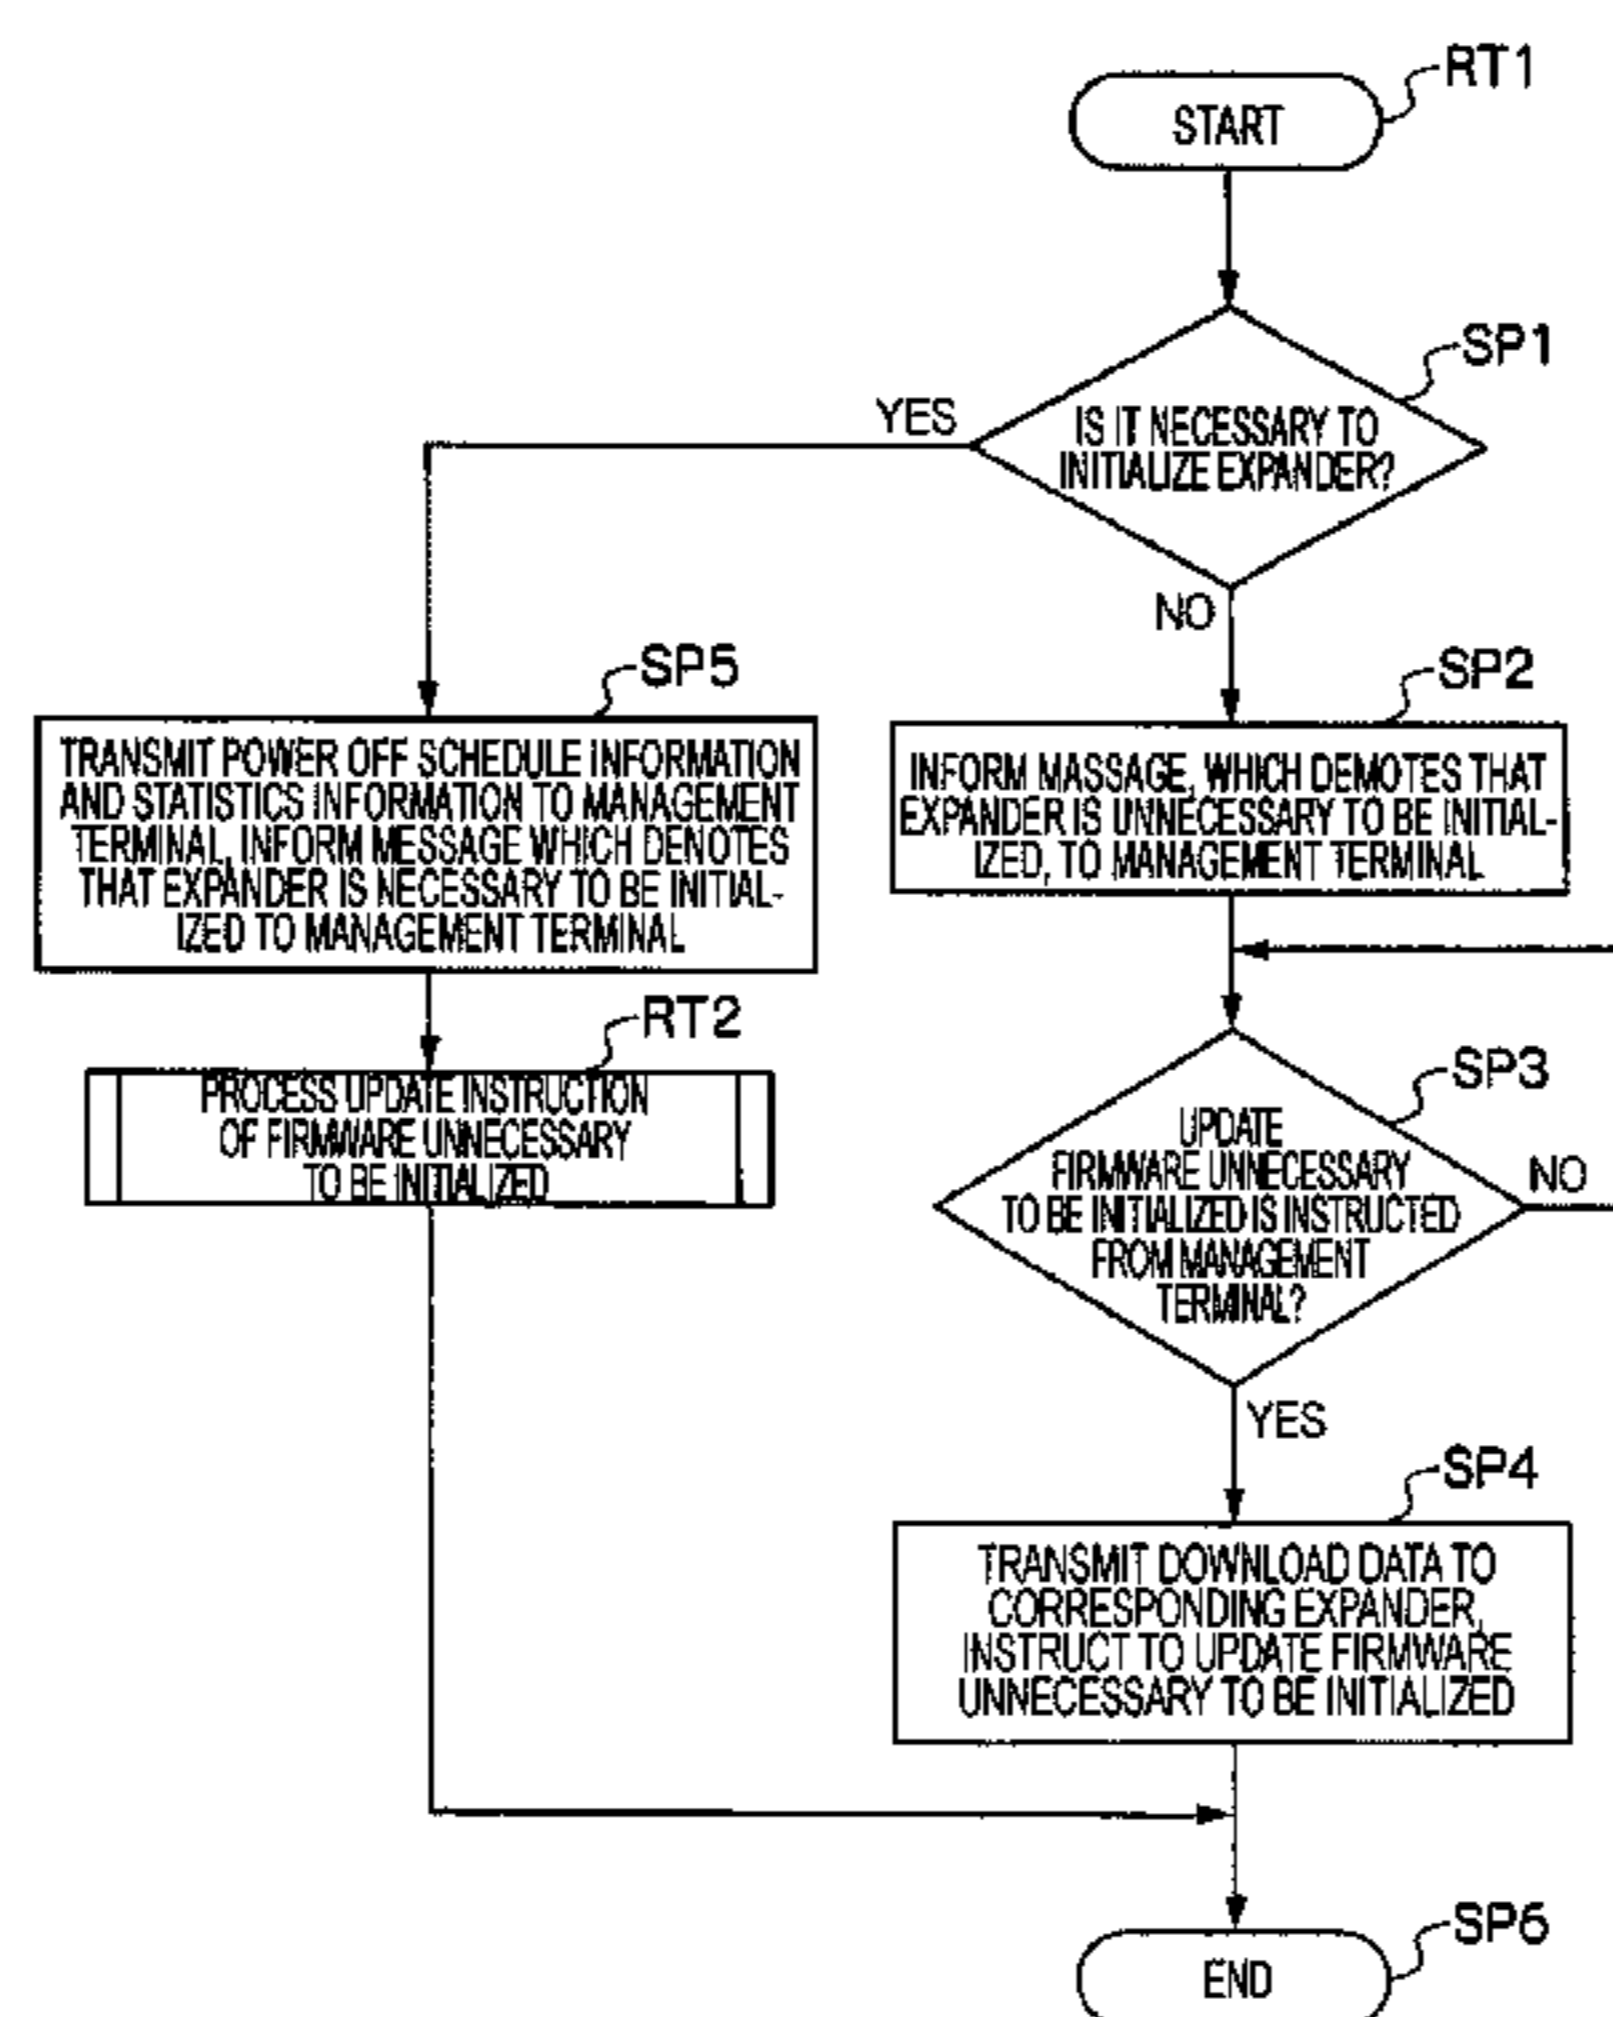 RT1
START
SP1
YES
IS IT NECESSARY TO
INITIALIZE EXPANDER?
NO
SP5
SP2
TRANSMIT POWER OFF SCHEDULE INFORMATION
AND STATISTICS INFORMATION TO MANAGEMENT
TERMINAL, INFORM MESSAGE WHICH DENOTES
THAT EXPANDER IS NECESSARY TO BE INITIAL-
IZED TO MANAGEMENT TERMINAL
INFORM MASSAGE, WHICH DEMOTES THAT
EXPANDER IS UNNECESSARY TO BE INITIAL-
IZED, TO MANAGEMENT TERMINAL
RT2
PROCESS UPDATE INSTRUCTION
OF FIRMWARE UNNECESSARY
TO BE INITIALIZED
SP3
UPDATE
FIRMWARE UNNECESSARY
TO BE INITIALIZED IS INSTRUCTED
FROM MANAGEMENT
TERMINAL?
NO
YES
SP4
TRANSMIT DOWNLOAD DATA TO
CORRESPONDING EXPANDER,
INSTRUCT TO UPDATE FIRMWARE
UNNECESSARY TO BE INITIALIZED
SP6
END